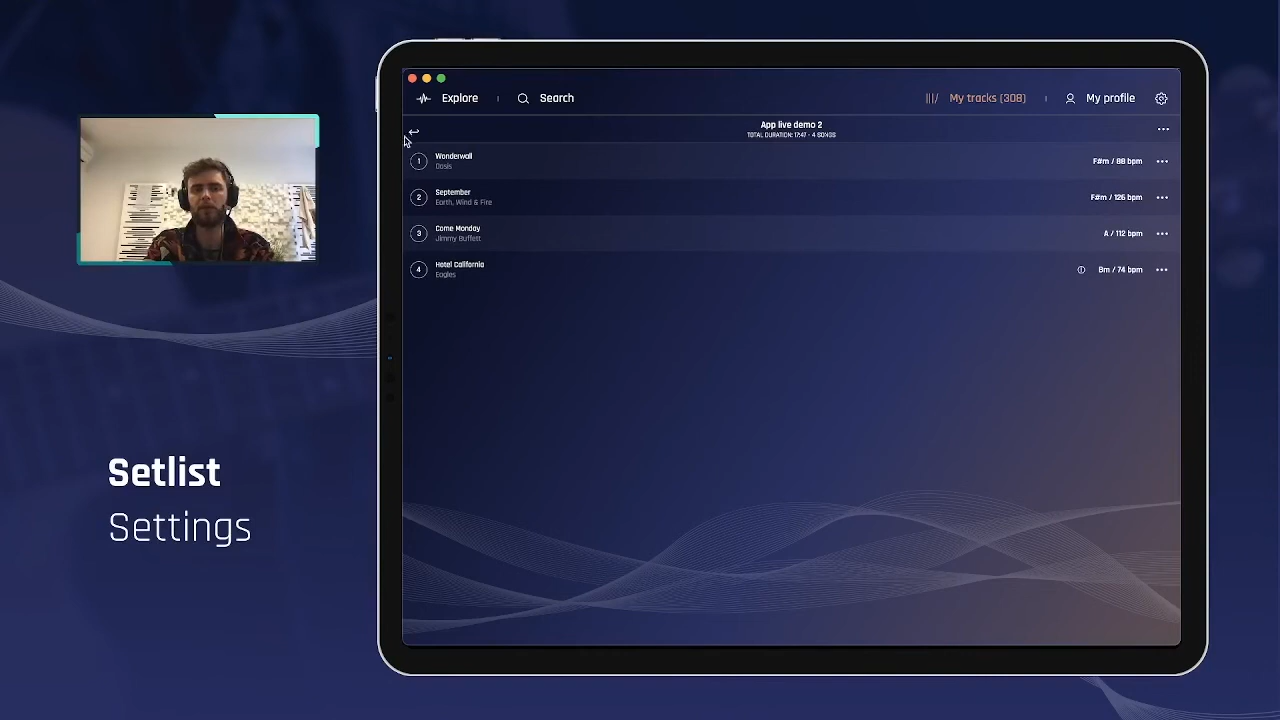 Explore
Search
My tracks (308)
My profile
App live demo 2
TOTAL DURATION: 17:47 - 4 SONGS
1
Wonderwall
Oasis
F#m / 88 bpm
2
September
Earth, Wind & Fire
F#m / 126 bpm
3
Come Monday
Jimmy Buffett
A / 112 bpm
4
Hotel California
Eagles
Bm / 74 bpm
Setlist
Settings